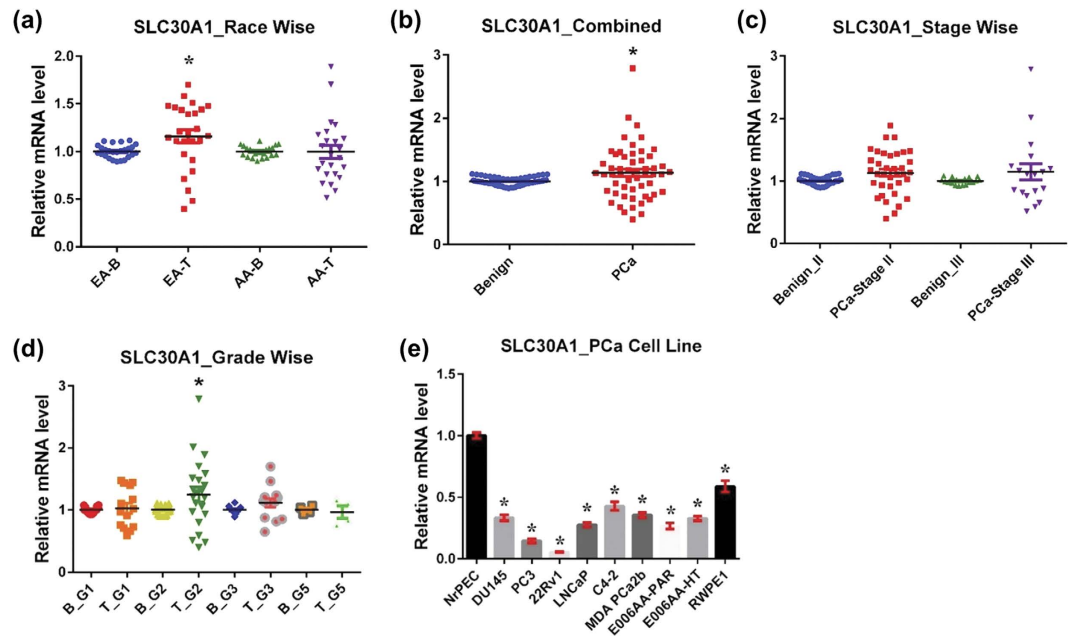 (a)
SLC30A1_Race Wise
Relative mRNA level
2.0
1.5
1.0
0.5
0.0
*
EA-B
EA-T
AA-B
AA-T
(b)
SLC30A1_Combined
Relative mRNA level
3
2
1
0
*
Benign
PCa
(c)
SLC30A1_Stage Wise
Relative mRNA level
3
2
1
0
Benign_II
PCa-Stage II
Benign_III
PCa-Stage III
(d)
SLC30A1_Grade Wise
Relative mRNA level
3
2
1
0
*
B_G1
T_G1
B_G2
T_G2
B_G3
T_G3
B_G5
T_G5
(e)
SLC30A1_PCa Cell Line
Relative mRNA level
1.5
1.0
0.5
0.0
* * * * * * * * *
NrPEC
DU145
PC3
22Rv1
LNCaP
C4-2
MDA PCa2b
E006AA-PAR
E006AA-HT
RWPE1